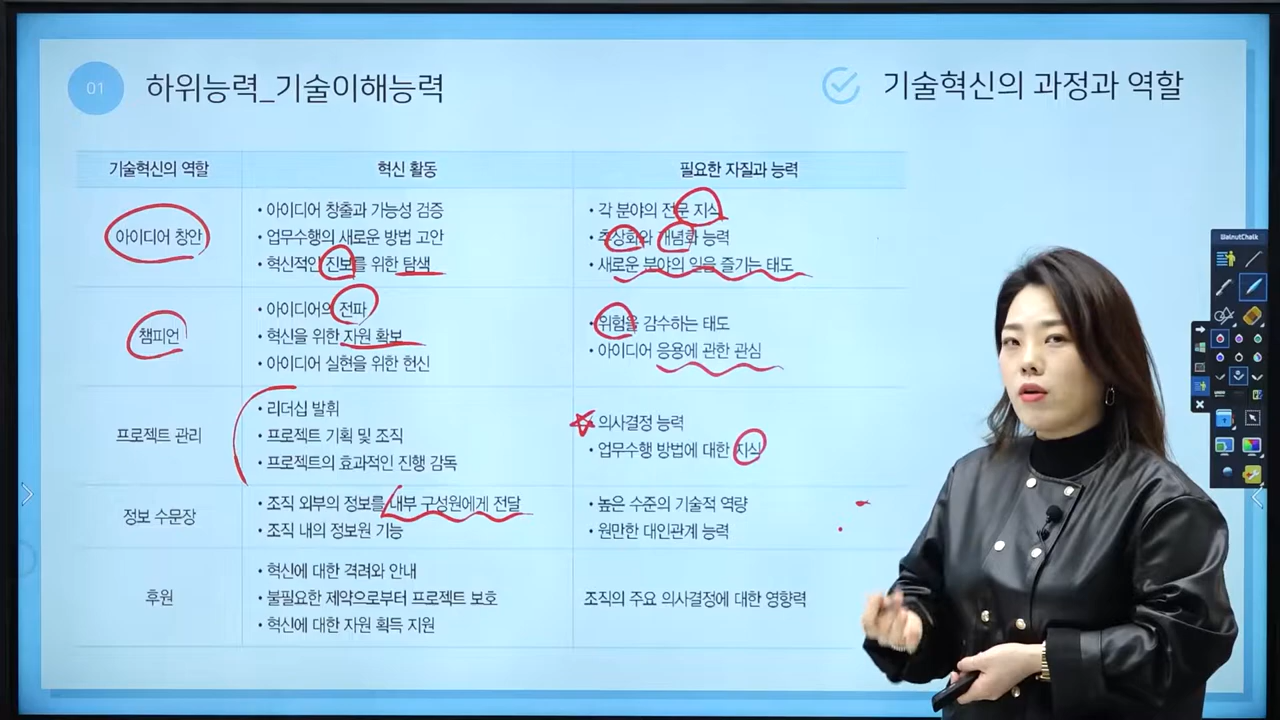 01 하위능력_기술이해능력
기술혁신의 과정과 역할
기술혁신의 역할 혁신 활동 필요한 자질과 능력
아이디어 창안
• 아이디어 창출과 가능성 검증
• 업무수행의 새로운 방법 고안
• 혁신적인 진보를 위한 탐색
• 각 분야의 전문 지식
• 추상화와 개념화 능력
• 새로운 분야의 일을 즐기는 태도
챔피언
• 아이디어의 전파
• 혁신을 위한 자원 확보
• 아이디어 실현을 위한 헌신
• 위험을 감수하는 태도
• 아이디어 응용에 관한 관심
프로젝트 관리
• 리더십 발휘
• 프로젝트 기획 및 조직
• 프로젝트의 효과적인 진행 감독
• 의사결정 능력
• 업무수행 방법에 대한 지식
정보 수문장
• 조직 외부의 정보를 내부 구성원에게 전달
• 조직 내의 정보원 기능
• 높은 수준의 기술적 역량
• 원만한 대인관계 능력
후원
• 혁신에 대한 격려와 안내
• 불필요한 제약으로부터 프로젝트 보호
• 혁신에 대한 자원 획득 지원
조직의 주요 의사결정에 대한 영향력
WalnutChalk